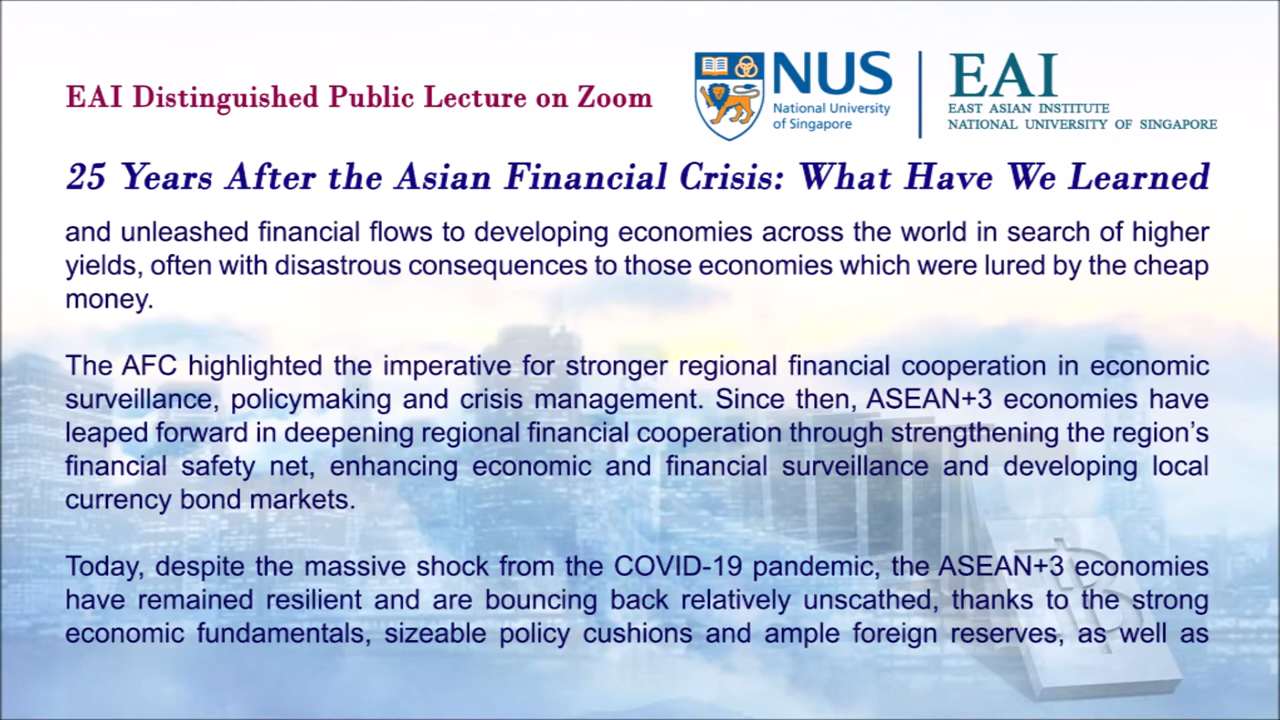 EAI Distinguished Public Lecture on Zoom
NUS
National University
of Singapore
EAI
EAST ASIAN INSTITUTE
NATIONAL UNIVERSITY OF SINGAPORE
25 Years After the Asian Financial Crisis: What Have We Learned
and unleashed financial flows to developing economies across the world in search of higher
yields, often with disastrous consequences to those economies which were lured by the cheap
money.
The AFC highlighted the imperative for stronger regional financial cooperation in economic
surveillance, policymaking and crisis management. Since then, ASEAN+3 economies have
leaped forward in deepening regional financial cooperation through strengthening the region’s
financial safety net, enhancing economic and financial surveillance and developing local
currency bond markets.
Today, despite the massive shock from the COVID-19 pandemic, the ASEAN+3 economies
have remained resilient and are bouncing back relatively unscathed, thanks to the strong
economic fundamentals, sizeable policy cushions and ample foreign reserves, as well as